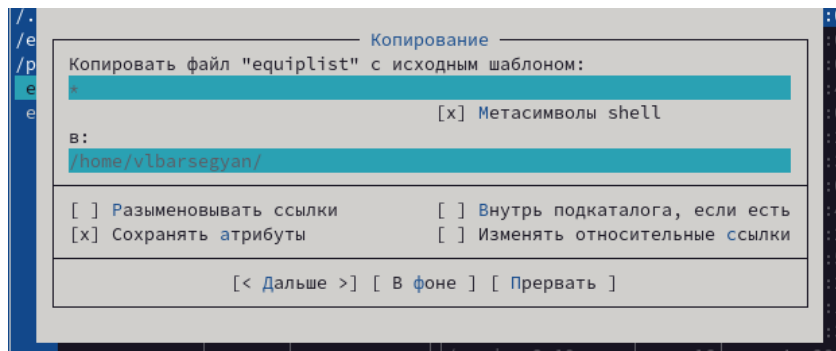 /.
/e
/p
e
e
Копирование
Копировать файл "equiplist" с исходным шаблоном:
*
[x] Метасимволы shell
в:
/home/vlbarsegyan/
[ ] Разыменовывать ссылки [ ] Внутрь подкаталога, если есть
[x] Сохранять атрибуты [ ] Изменять относительные ссылки
[< Дальше >] [ В фоне ] [ Прервать ]